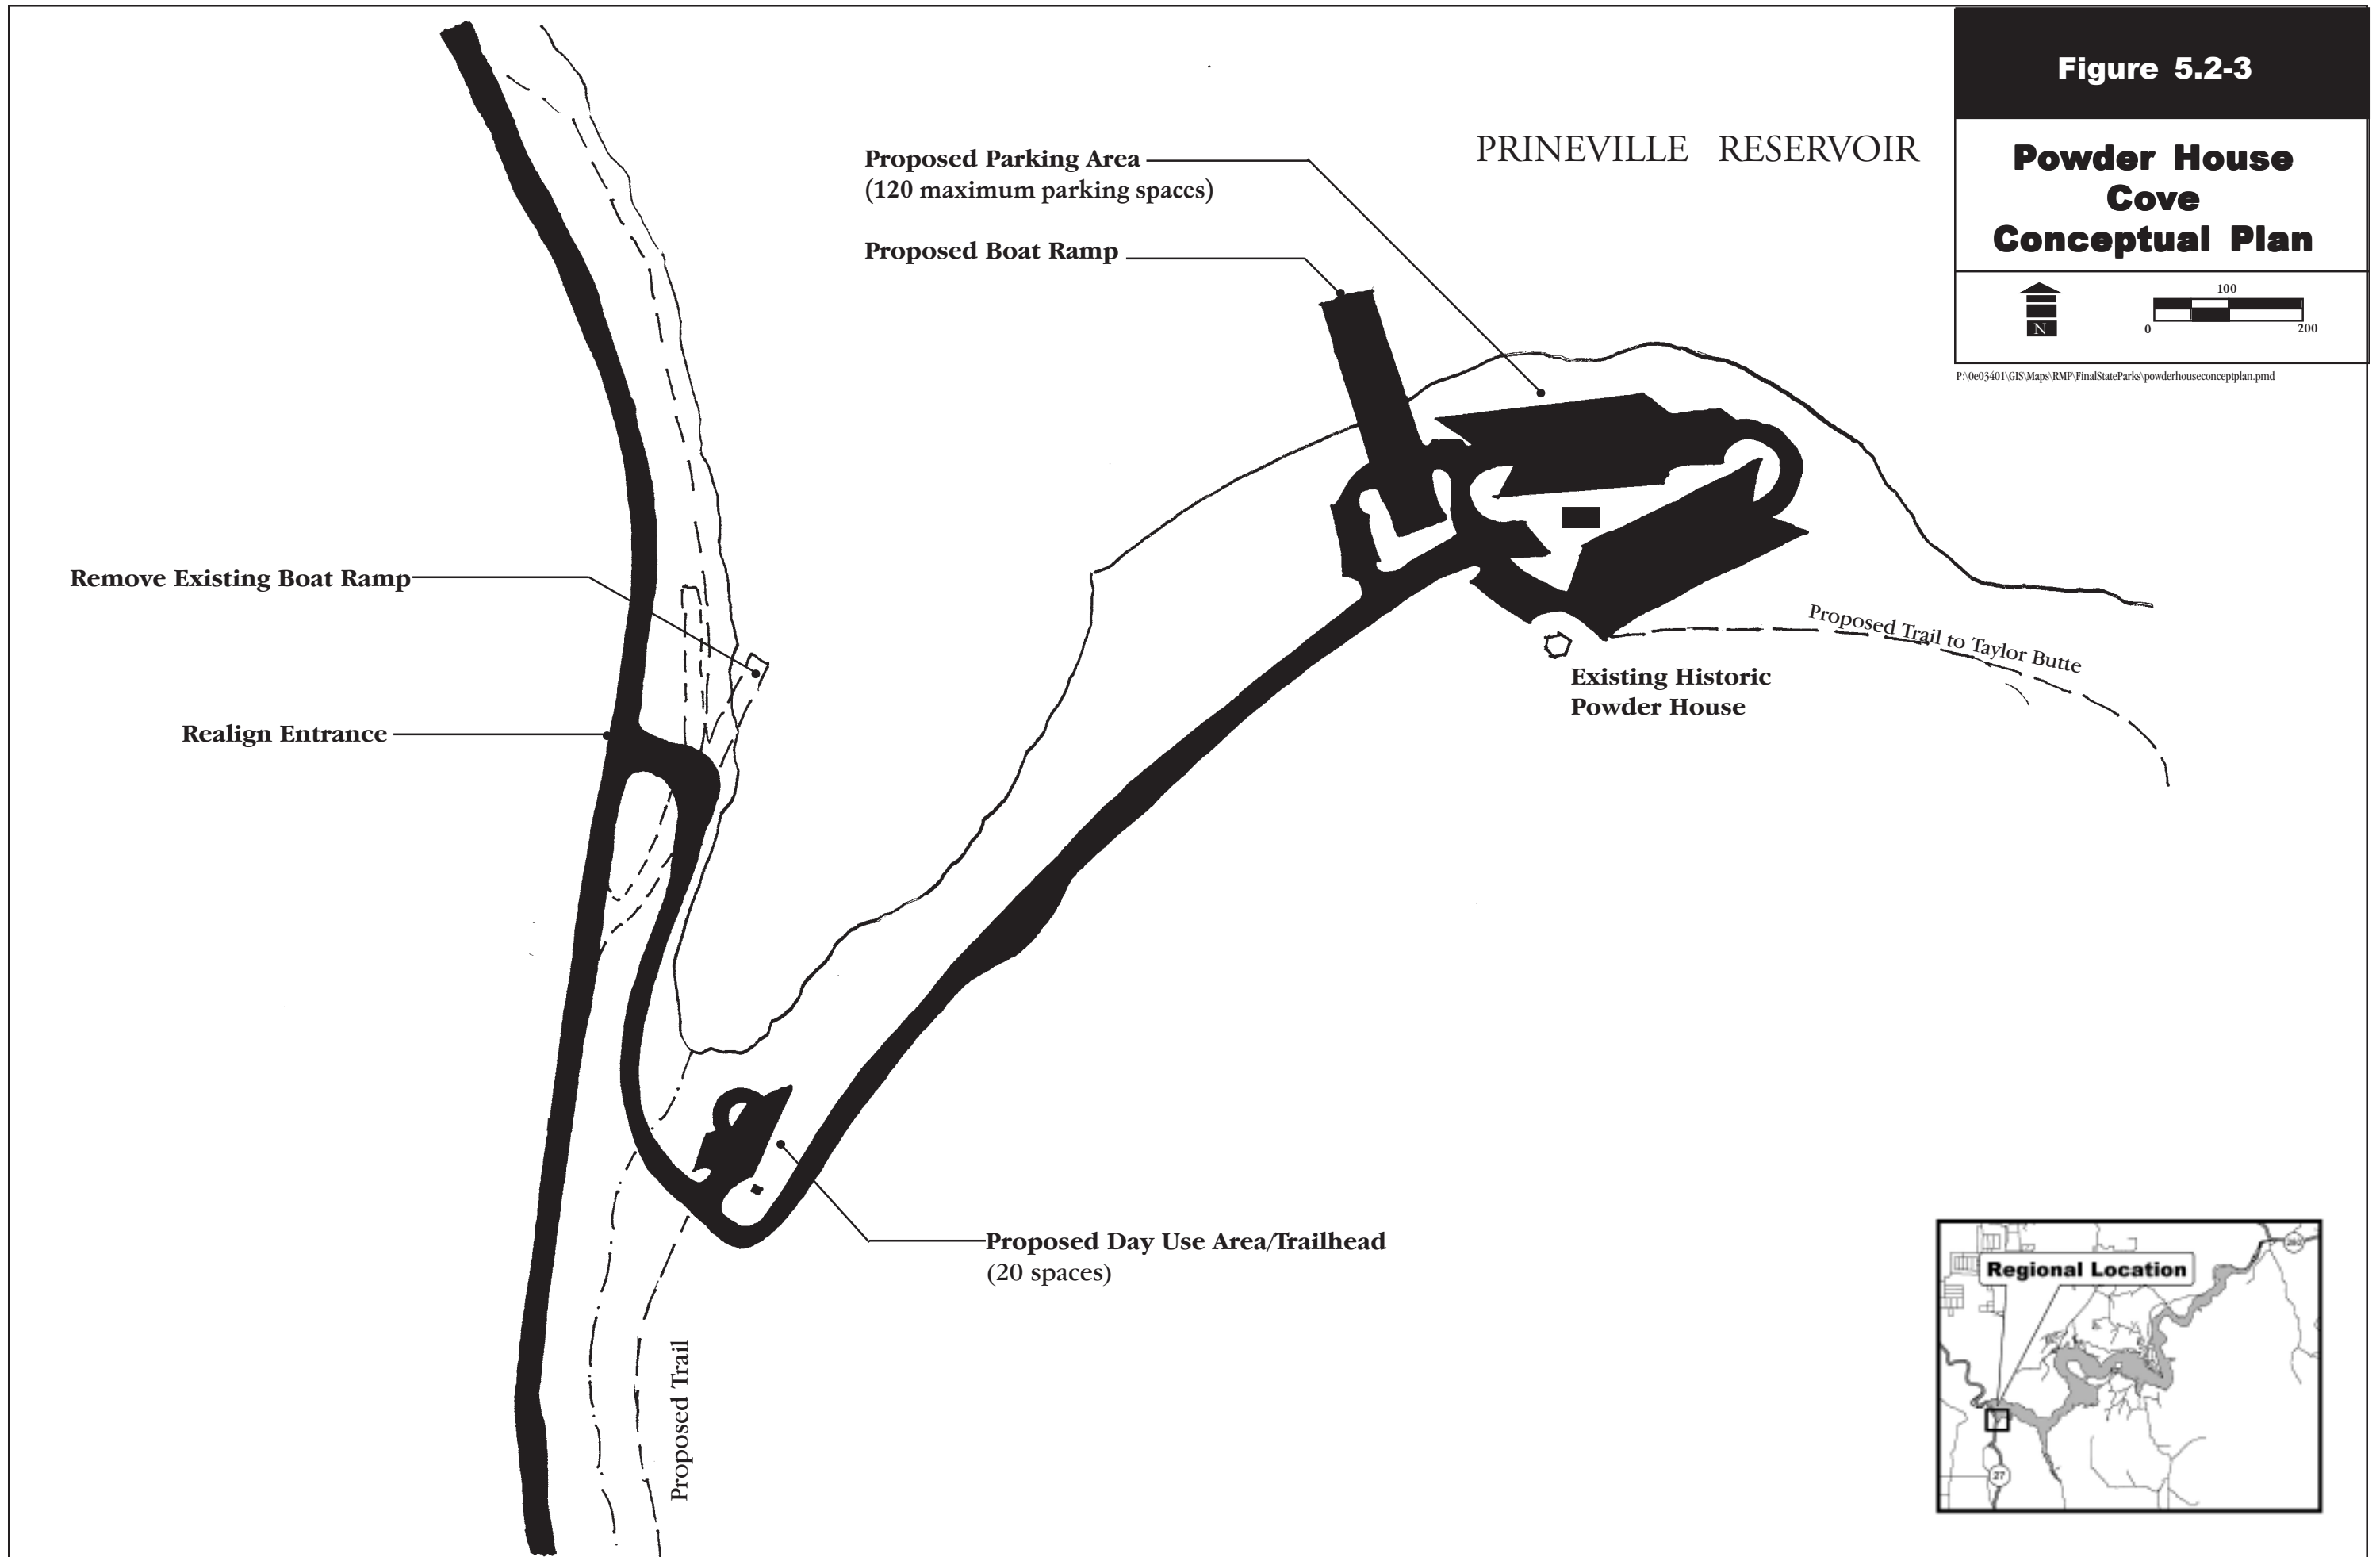 Figure 5.2-3
Powder House
Cove
Conceptual Plan
N
100
0
200
P:\0e03401\GIS\Maps\RMP\FinalStateParks\powderhouseconceptplan.pmd
PRINEVILLE RESERVOIR
Proposed Parking Area
(120 maximum parking spaces)
Proposed Boat Ramp
Remove Existing Boat Ramp
Realign Entrance
Proposed Trail to Taylor Butte
Existing Historic
Powder House
Proposed Day Use Area/Trailhead
(20 spaces)
Proposed Trail
Regional Location
27